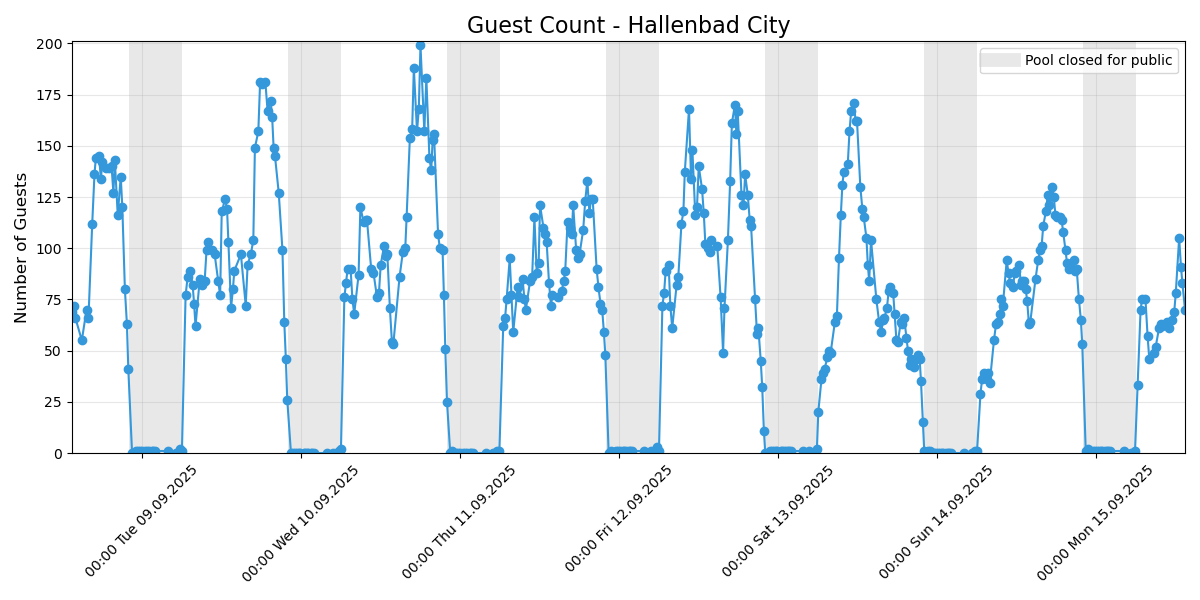 Guest Count - Hallenbad City
Pool closed for public
Number of Guests
200
175
150
125
100
75
50
25
0
00:00 Tue 09.09.2025
00:00 Wed 10.09.2025
00:00 Thu 11.09.2025
00:00 Fri 12.09.2025
00:00 Sat 13.09.2025
00:00 Sun 14.09.2025
00:00 Mon 15.09.2025